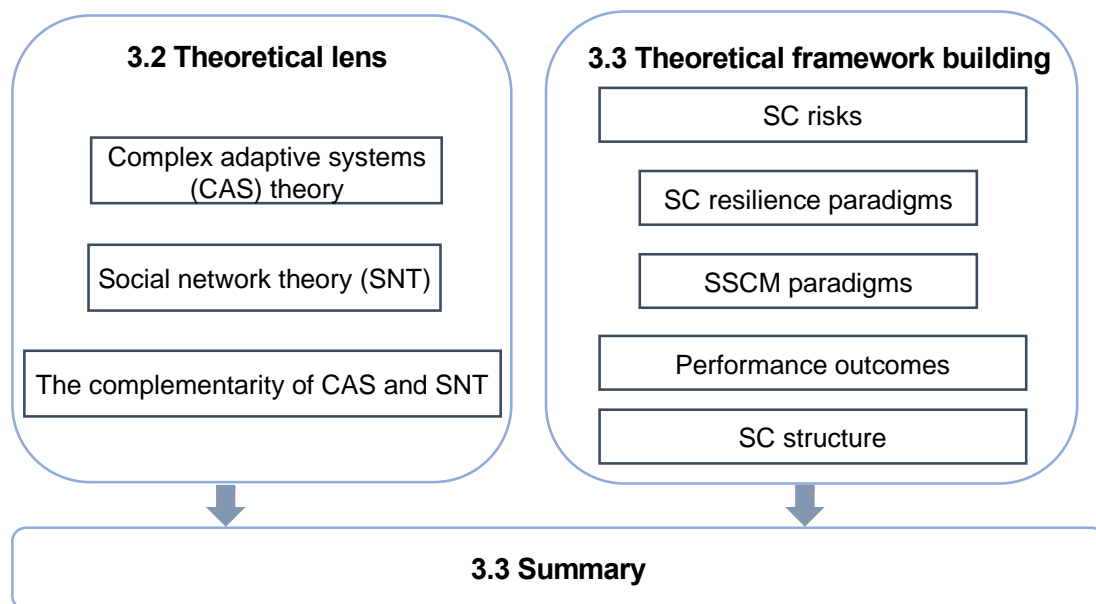 3.2 Theoretical lens
Complex adaptive systems
(CAS) theory
Social network theory (SNT)
The complementarity of CAS and SNT
3.3 Theoretical framework building
SC risks
SC resilience paradigms
SSCM paradigms
Performance outcomes
SC structure
3.3 Summary